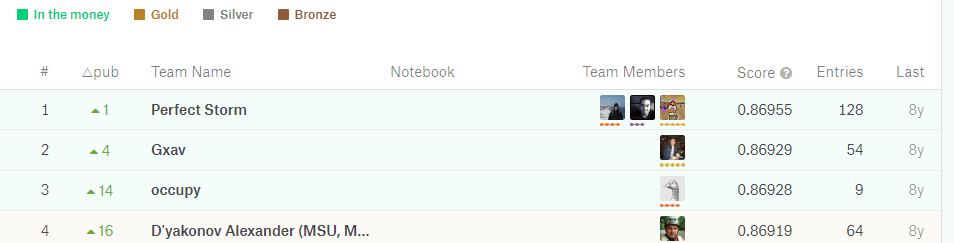 In the money Gold Silver Bronze
# △pub Team Name Notebook Team Members Score ? Entries Last
1 1 Perfect Storm 0.86955 128 8y
2 4 Gxav 0.86929 54 8y
3 14 occupy 0.86928 9 8y
4 16 D'yakonov Alexander (MSU, M... 0.86919 64 8y